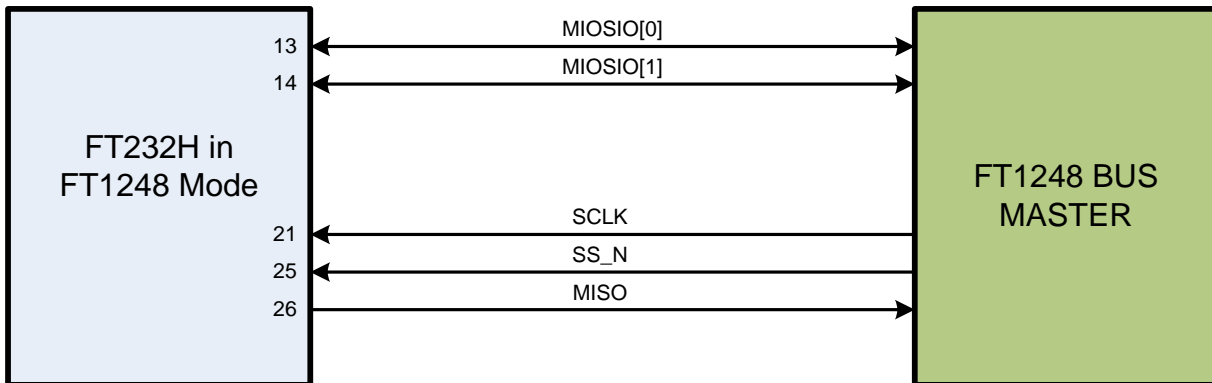 MIOSIO[0]
13
MIOSIO[1]
14
FT232H in
FT1248 Mode
FT1248 BUS
MASTER
SCLK
21
SS_N
25
MISO
26